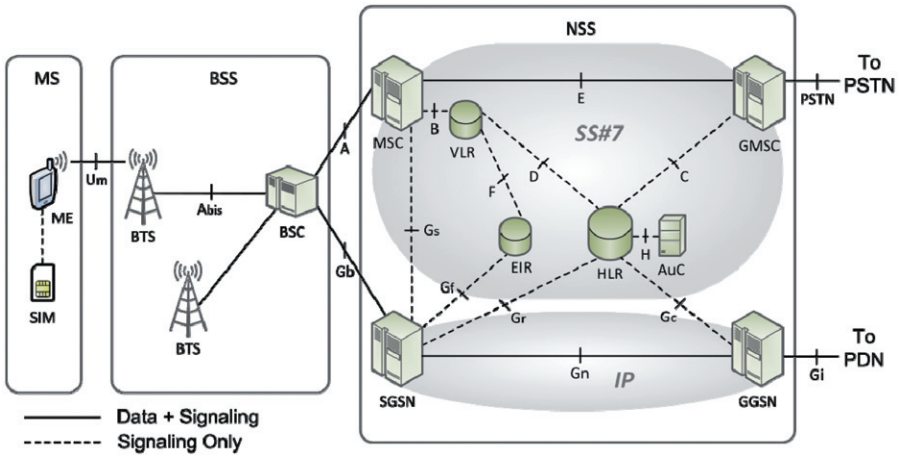 MS
BSS
NSS
To
PSTN
PSTN
MSC
B
VLR
E
SS#7
GMSC
A
Um
Abis
ME
BTS
BSC
F
D
C
Gs
Gb
EIR
HLR
H
AuC
SIM
BTS
Gf
Gr
Gc
SGSN
Gn
IP
GGSN
Gi
To
PDN
Data + Signaling
Signaling Only